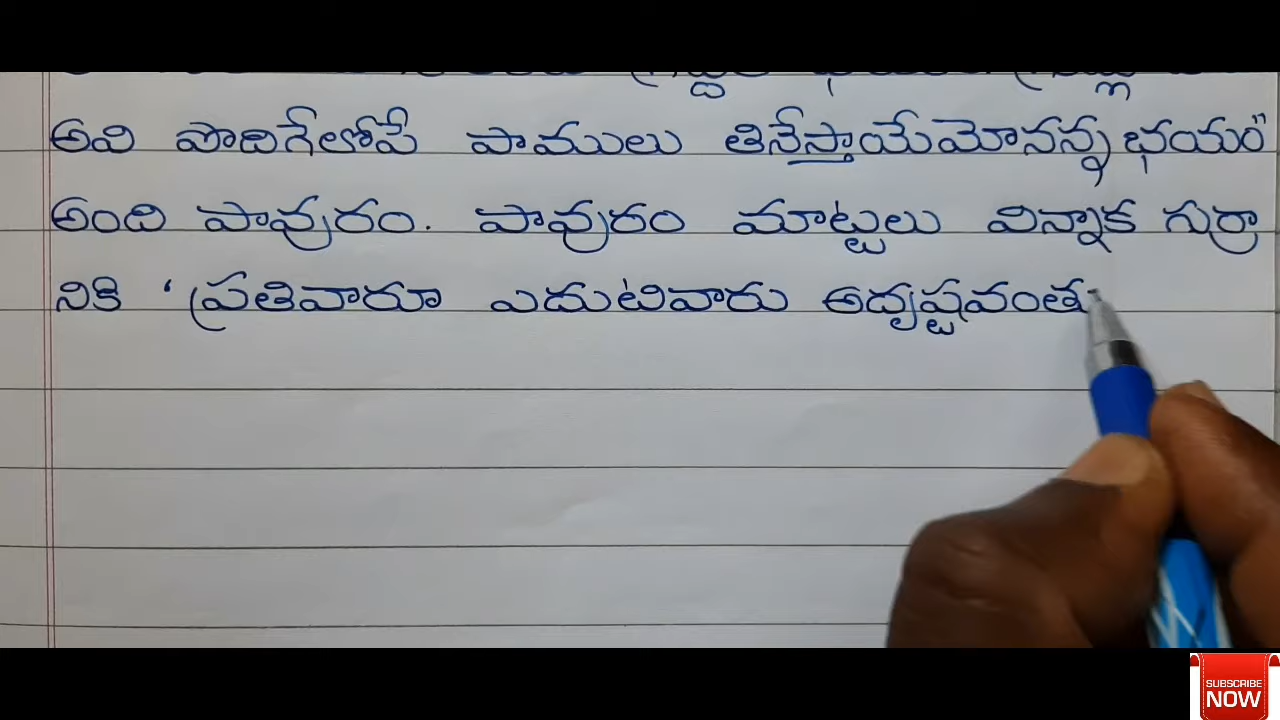 అవి పొదిగేలోపే పాములు తినేస్తాయేమోనన్న భయం"
అంది పావురం. పావురం మాట్టలు విన్నాక గుర్రా
నికి ‘ప్రతివారూ ఎదుటివారు అదృష్టవంతు
SUBSCRIBE
NOW